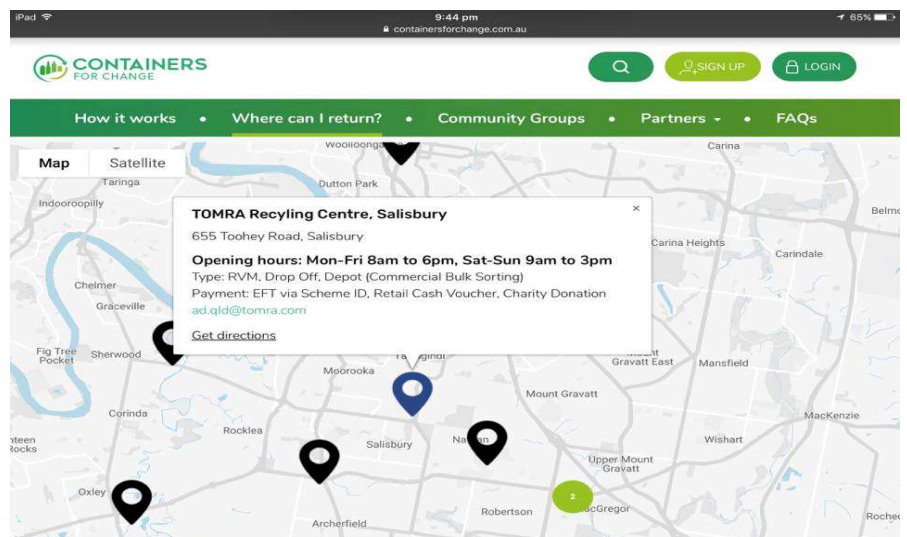 iPad
9:44 pm
65%
containersforchange.com.au
CONTAINERS
FOR CHANGE
SIGN UP
LOGIN
How it works • Where can I return? • Community Groups • Partners • FAQs
Map Satellite
Carina
Taringa
Dutton Park
Indooroopilly
TOMRA Recyling Centre, Salisbury
×
655 Toohey Road, Salisbury
Opening hours: Mon-Fri 8am to 6pm, Sat-Sun 9am to 3pm
Type: RVM, Drop Off, Depot (Commercial Bulk Sorting)
Payment: EFT via Scheme ID, Retail Cash Voucher, Charity Donation
ad.qld@tomra.com
Get directions
Belmo
Carina Heights
Carindale
Chelmer
Graceville
Fig Tree
Pocket
Sherwood
Moorooka
Gravatt East
Mansfield
Mount Gravatt
Corinda
MacKenzie
Rocklea
Salisbury
Wishart
Rocks
Upper Mount
Gravatt
Oxley
2
Robertson
cGregor
Archerfield
Roche